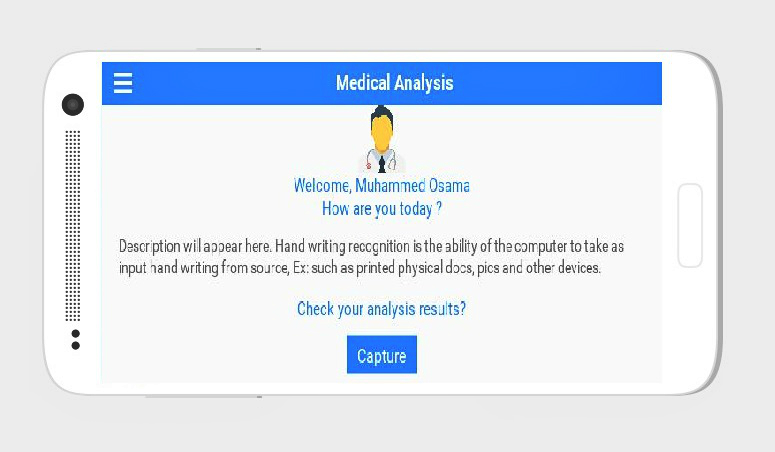 Medical Analysis
Welcome, Muhammed Osama
How are you today ?
Description will appear here. Hand writing recognition is the ability of the computer to take as
input hand writing from source, Ex: such as printed physical docs, pics and other devices.
Check your analysis results?
Capture